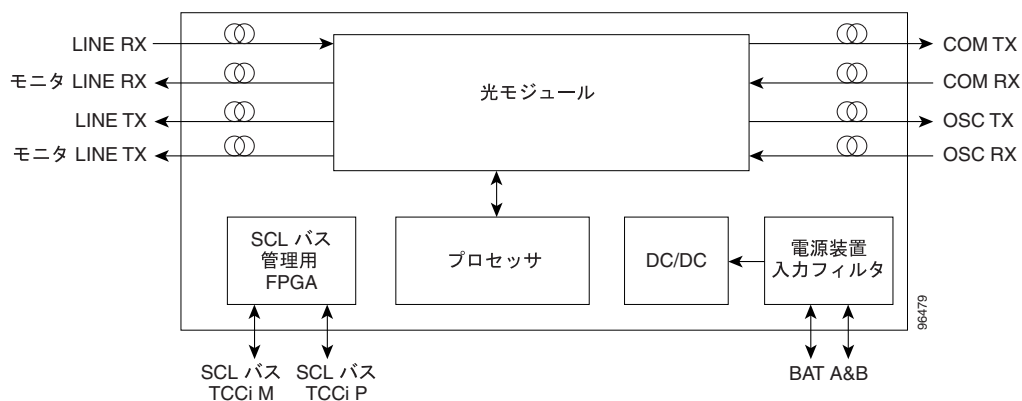 LINE RX
COM TX
モニタ LINE RX
光モジュール
COM RX
LINE TX
OSC TX
モニタ LINE TX
OSC RX
SCL バス
管理用
FPGA
プロセッサ
DC/DC
電源装置
入力フィルタ
96479
SCL バス
TCCi M
SCL バス
TCCi P
BAT A&B